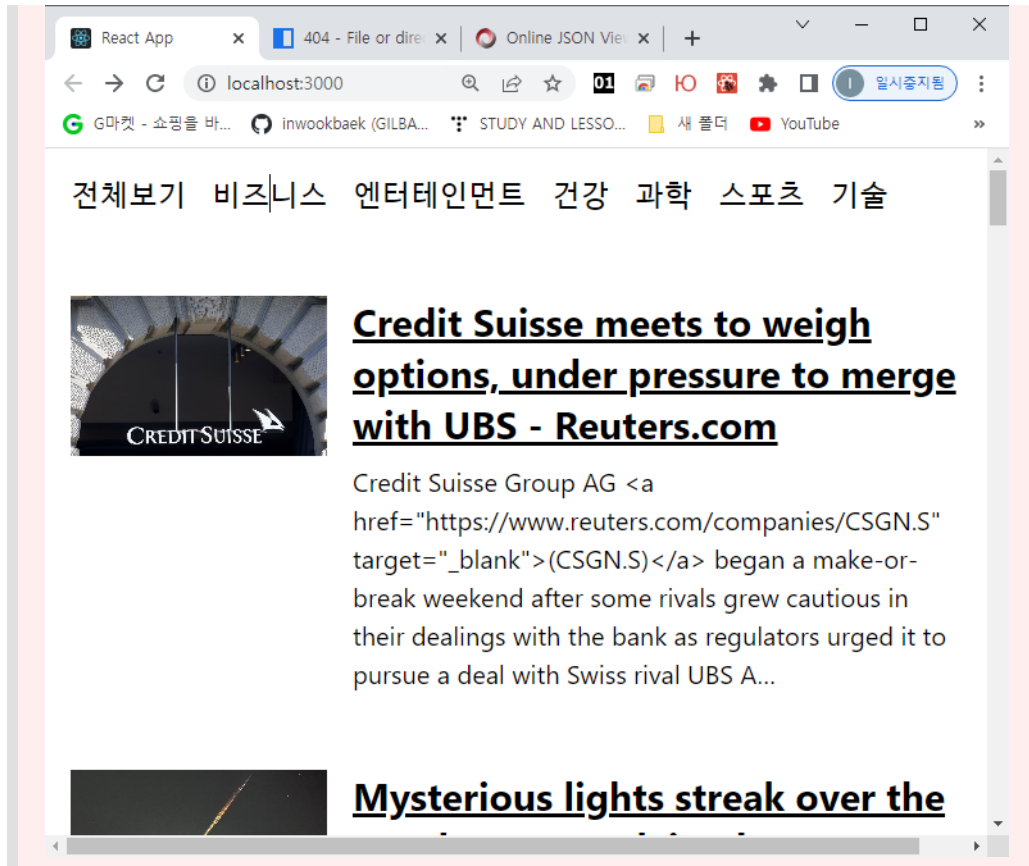 React App
404 - File or dire
Online JSON Vie
localhost:3000
01
Ю
I
일시중지됨
G마켓 - 쇼핑을 바...
inwookbaek (GILBA...
STUDY AND LESSO...
새 폴더
YouTube
»
전체보기 비즈니스 엔터테인먼트 건강 과학 스포츠 기술
CREDIT SUISSE
Credit Suisse meets to weigh
options, under pressure to merge
with UBS - Reuters.com
Credit Suisse Group AG <a
href="https://www.reuters.com/companies/CSGN.S"
target="_blank">(CSGN.S)</a> began a make-or-
break weekend after some rivals grew cautious in
their dealings with the bank as regulators urged it to
pursue a deal with Swiss rival UBS A...
Mysterious lights streak over the